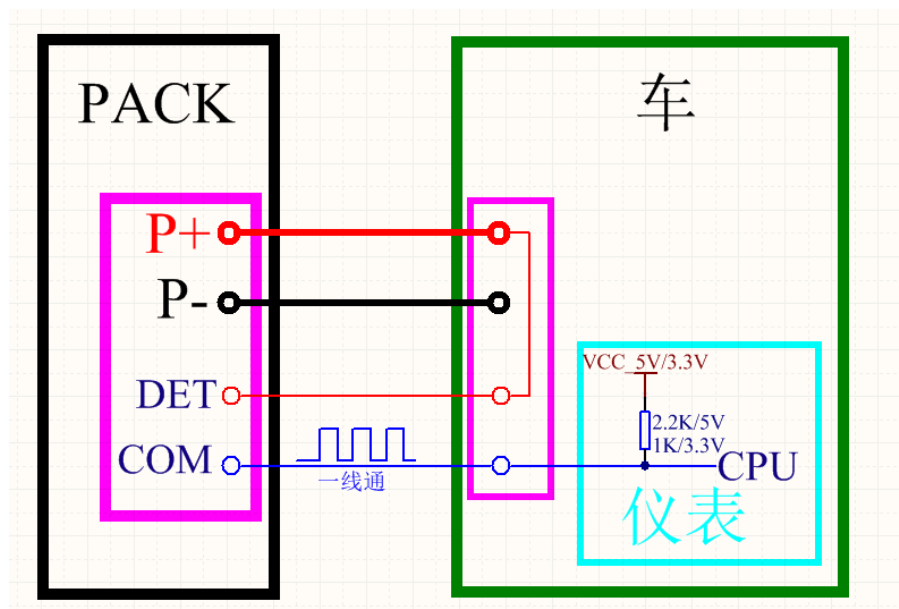 PACK
车
P+
P-
DET
COM
一线通
VCC_5V/3.3V
2.2K/5V
1K/3.3V
CPU
仪表